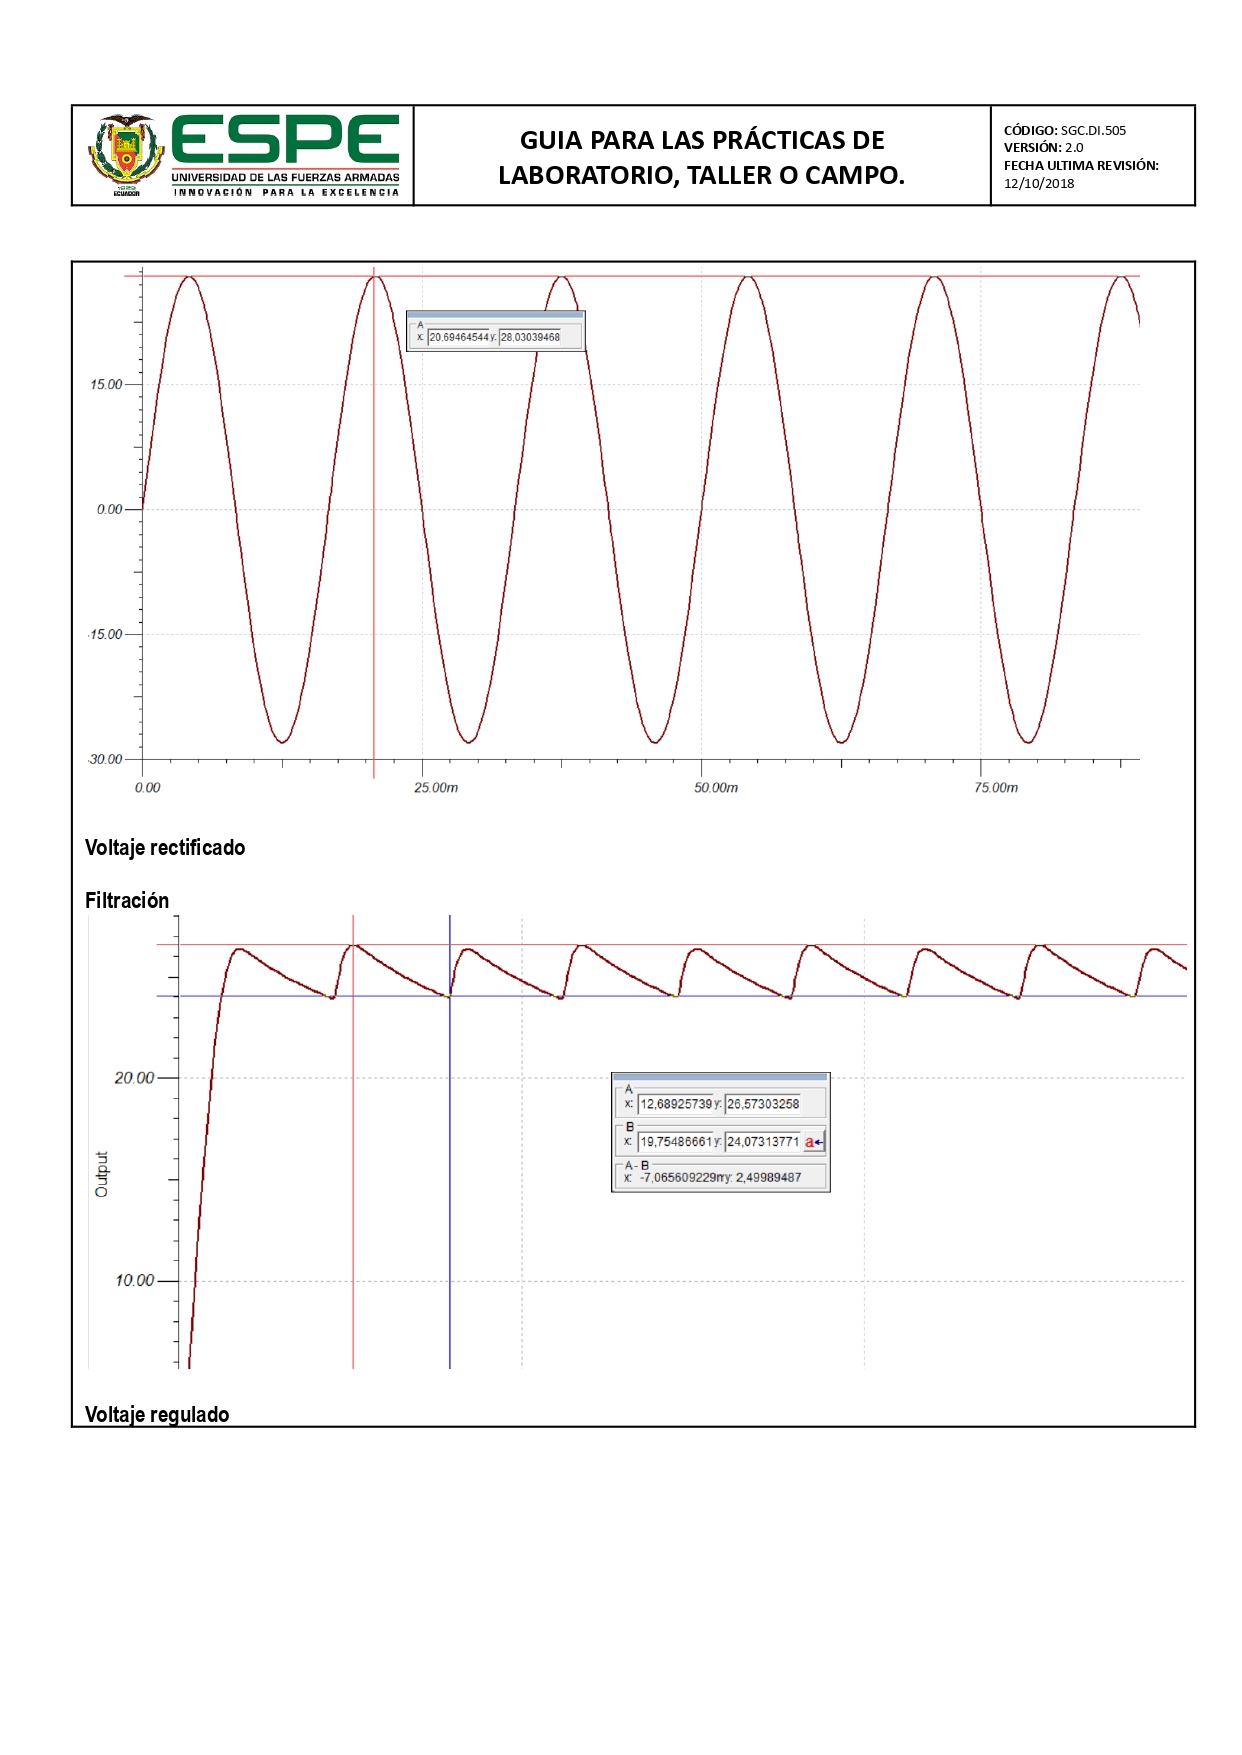 ESPE
UNIVERSIDAD DE LAS FUERZAS ARMADAS
INNOVACIÓN PARA LA EXCELENCIA
1922
ECUADOR
GUIA PARA LAS PRÁCTICAS DE
LABORATORIO, TALLER O CAMPO.
CÓDIGO: SGC.DI.505
VERSIÓN: 2.0
FECHA ULTIMA REVISIÓN:
12/10/2018
A
x: 20,69464544 y: 28,03039468
15.00
0.00
-15.00
-30.00
0.00 25.00m 50.00m 75.00m
Voltaje rectificado
Filtración
A
x: 12,68925739 y: 26,57303258
B
x: 19,75486661 y: 24,07313771 a
A - B
x: -7,065609229m y: 2,49989487
20.00
Output
10.00
Voltaje regulado